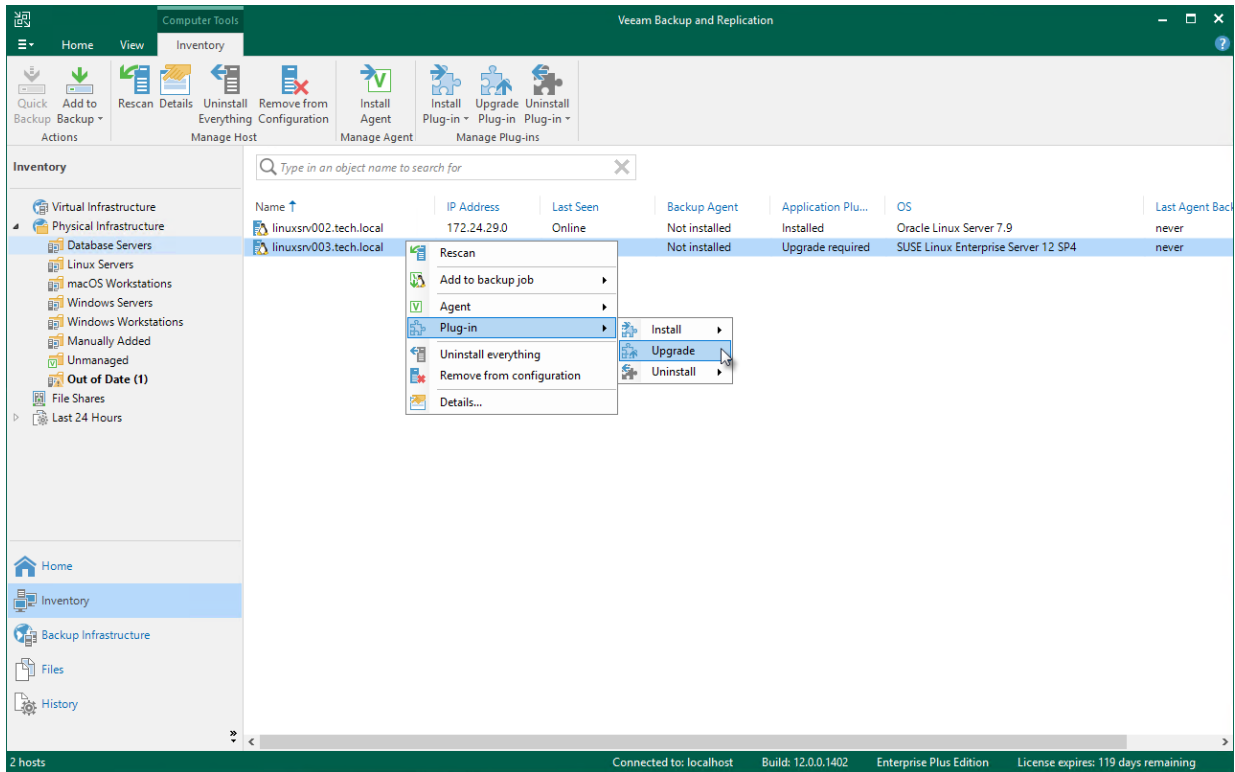 Computer Tools
Veeam Backup and Replication
Home View Inventory
Quick Backup
Add to Backup
Rescan
Details
Uninstall Everything
Remove from Configuration
Install Agent
Install Plug-in
Upgrade Plug-in
Uninstall Plug-in
Actions Manage Host Manage Agent Manage Plug-ins
Inventory
Type in an object name to search for
Virtual Infrastructure
Physical Infrastructure
Database Servers
Linux Servers
macOS Workstations
Windows Servers
Windows Workstations
Manually Added
Unmanaged
Out of Date (1)
File Shares
Last 24 Hours
Name IP Address Last Seen Backup Agent Application Plu... OS Last Agent Back
linuxsrv002.tech.local 172.24.29.0 Online Not installed Installed Oracle Linux Server 7.9 never
linuxsrv003.tech.local Not installed Upgrade required SUSE Linux Enterprise Server 12 SP4 never
Rescan
Add to backup job
Agent
Plug-in
Uninstall everything
Remove from configuration
Details...
Install
Upgrade
Uninstall
Home
Inventory
Backup Infrastructure
Files
History
2 hosts Connected to: localhost Build: 12.0.0.1402 Enterprise Plus Edition License expires: 119 days remaining